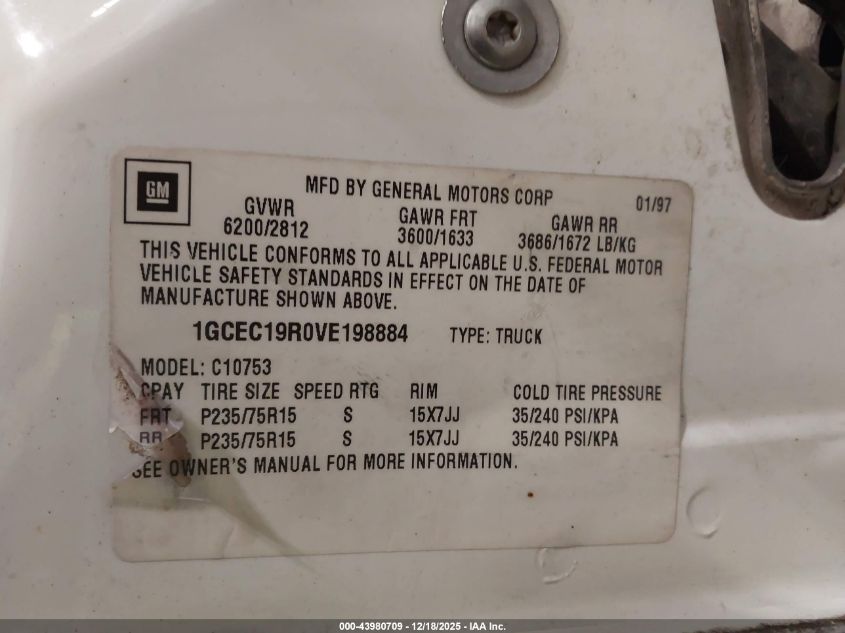 GM
MFD BY GENERAL MOTORS CORP 01/97
GVWR GAWR FRT GAWR RR
6200/2812 3600/1633 3686/1672 LB/KG
THIS VEHICLE CONFORMS TO ALL APPLICABLE U.S. FEDERAL MOTOR
VEHICLE SAFETY STANDARDS IN EFFECT ON THE DATE OF
MANUFACTURE SHOWN ABOVE.
1GCEC19R0VE198884 TYPE: TRUCK
MODEL: C10753
CPAY TIRE SIZE SPEED RTG RIM COLD TIRE PRESSURE
FRT P235/75R15 S 15X7JJ 35/240 PSI/KPA
RR P235/75R15 S 15X7JJ 35/240 PSI/KPA
SEE OWNER'S MANUAL FOR MORE INFORMATION.
000-43980709 - 12/18/2025 - IAA Inc.